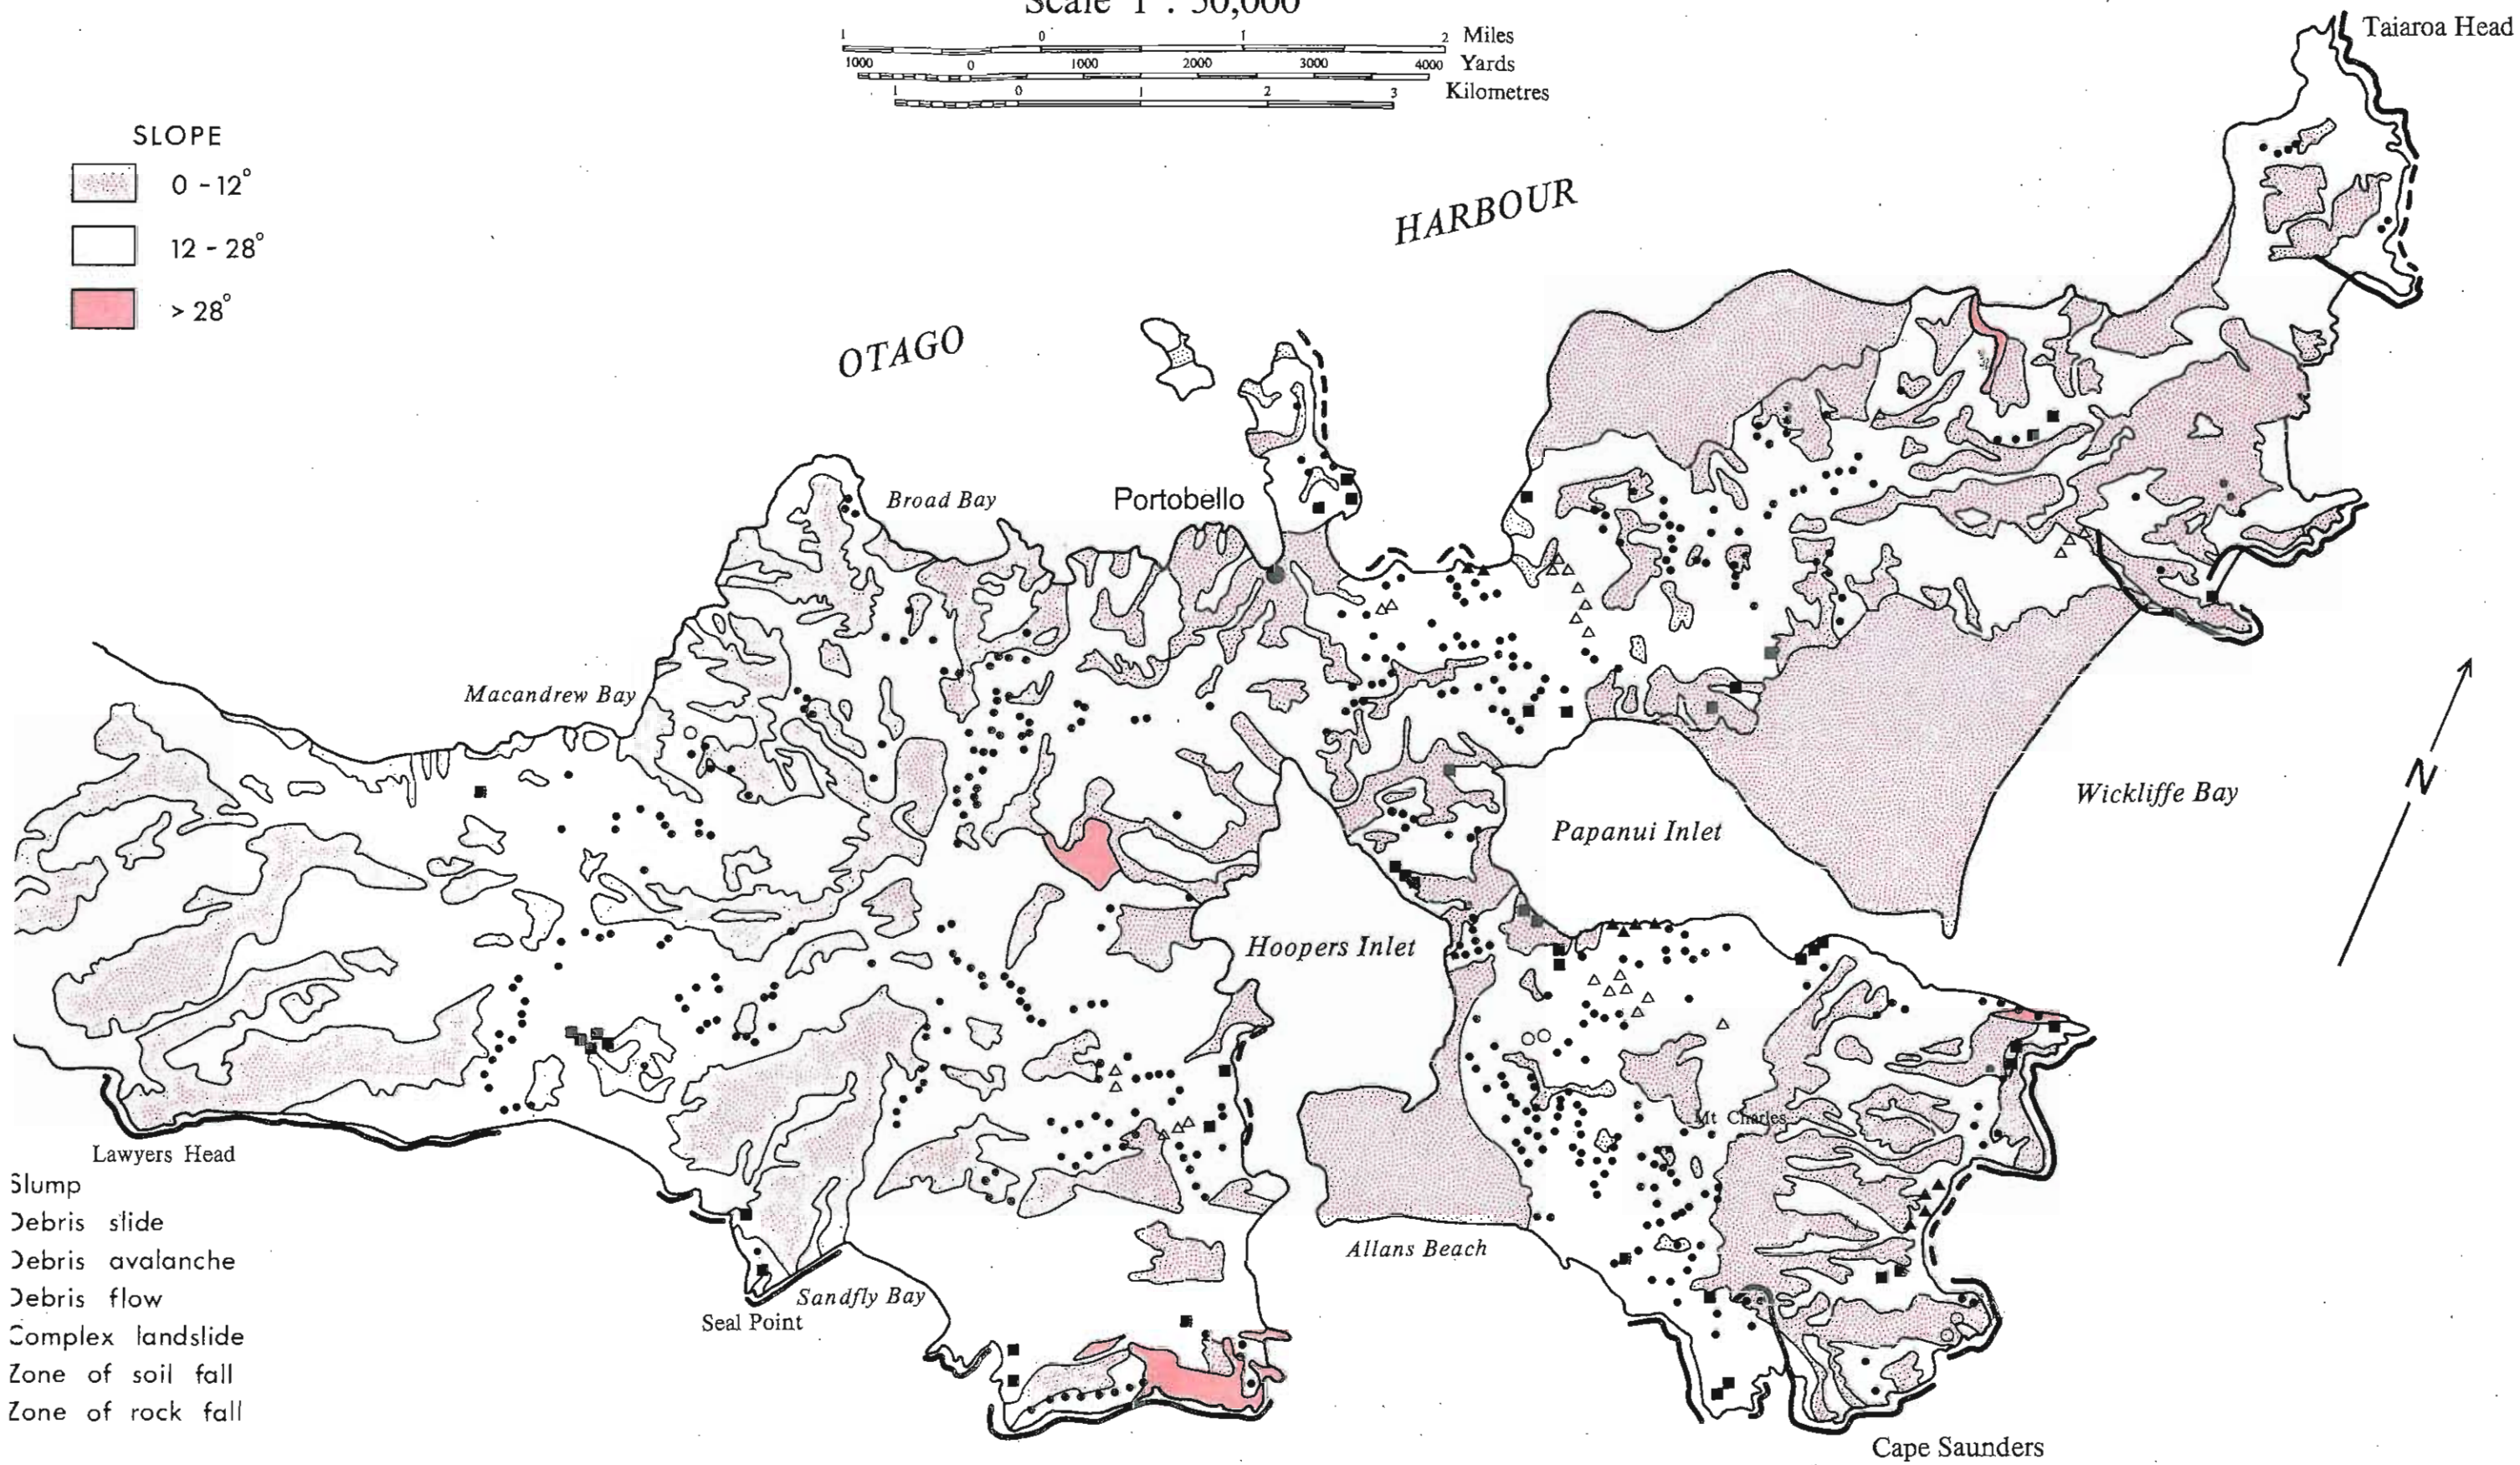 Scale 1 : 50,000
1 0 1 2 Miles
1000 0 1000 2000 3000 4000 Yards
1 0 1 2 3 Kilometres
Taiaroa Head
SLOPE
0 - 12°
12 - 28°
> 28°
HARBOUR
OTAGO
Broad Bay
Portobello
Macandrew Bay
N
Wickliffe Bay
Papanui Inlet
Hoopers Inlet
Mt Charles
Lawyers Head
Slump
Debris slide
Debris avalanche
Debris flow
Complex landslide
Zone of soil fall
Zone of rock fall
Allans Beach
Sandfly Bay
Seal Point
Cape Saunders